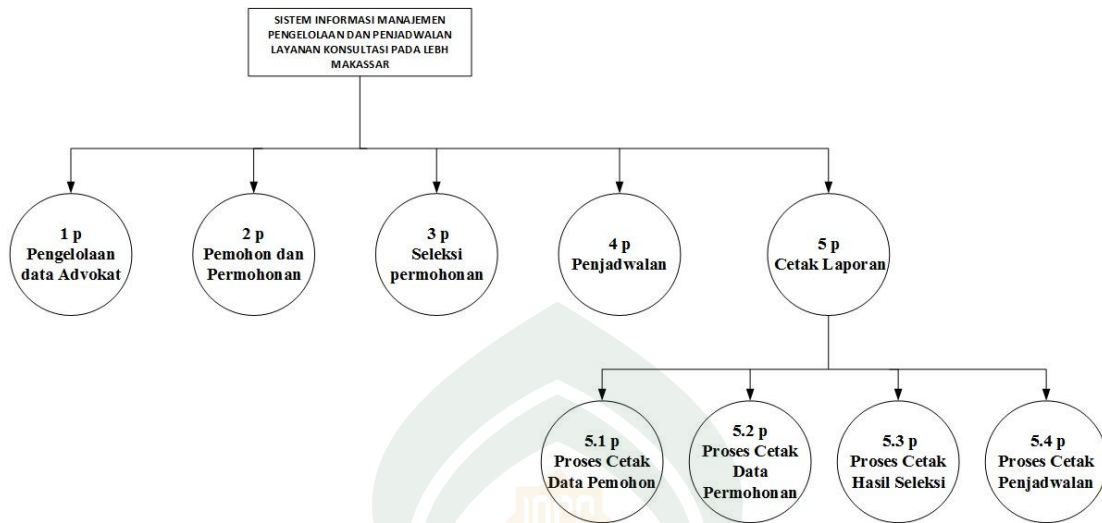 SISTEM INFORMASI MANAJEMEN
PENGELOLAAN DAN PENJADWALAN
LAYANAN KONSULTASI PADA LEBH
MAKASSAR
1 p
Pengelolaan
data Advokat
2 p
Pemohon dan
Permohonan
3 p
Seleksi
permohonan
4 p
Penjadwalan
5 p
Cetak Laporan
5.1 p
Proses Cetak
Data Pemohon
5.2 p
Proses Cetak
Data
Permohonan
5.3 p
Proses Cetak
Hasil Seleksi
5.4 p
Proses Cetak
Penjadwalan